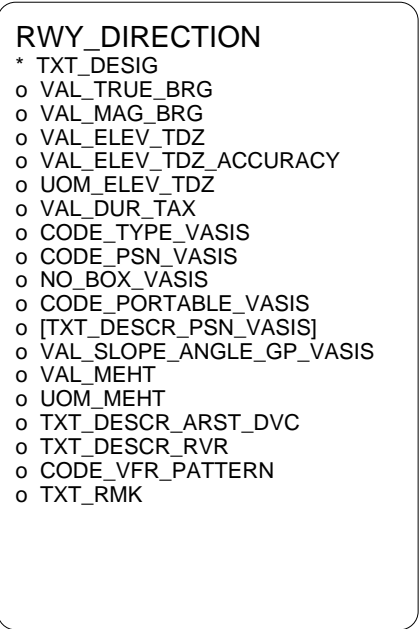 RWY_DIRECTION
* TXT_DESIG
o VAL_TRUE_BRG
o VAL_MAG_BRG
o VAL_ELEV_TDZ
o VAL_ELEV_TDZ_ACCURACY
o UOM_ELEV_TDZ
o VAL_DUR_TAX
o CODE_TYPE_VASIS
o CODE_PSN_VASIS
o NO_BOX_VASIS
o CODE_PORTABLE_VASIS
o [TXT_DESCR_PSN_VASIS]
o VAL_SLOPE_ANGLE_GP_VASIS
o VAL_MEHT
o UOM_MEHT
o TXT_DESCR_ARST_DVC
o TXT_DESCR_RVR
o CODE_VFR_PATTERN
o TXT_RMK